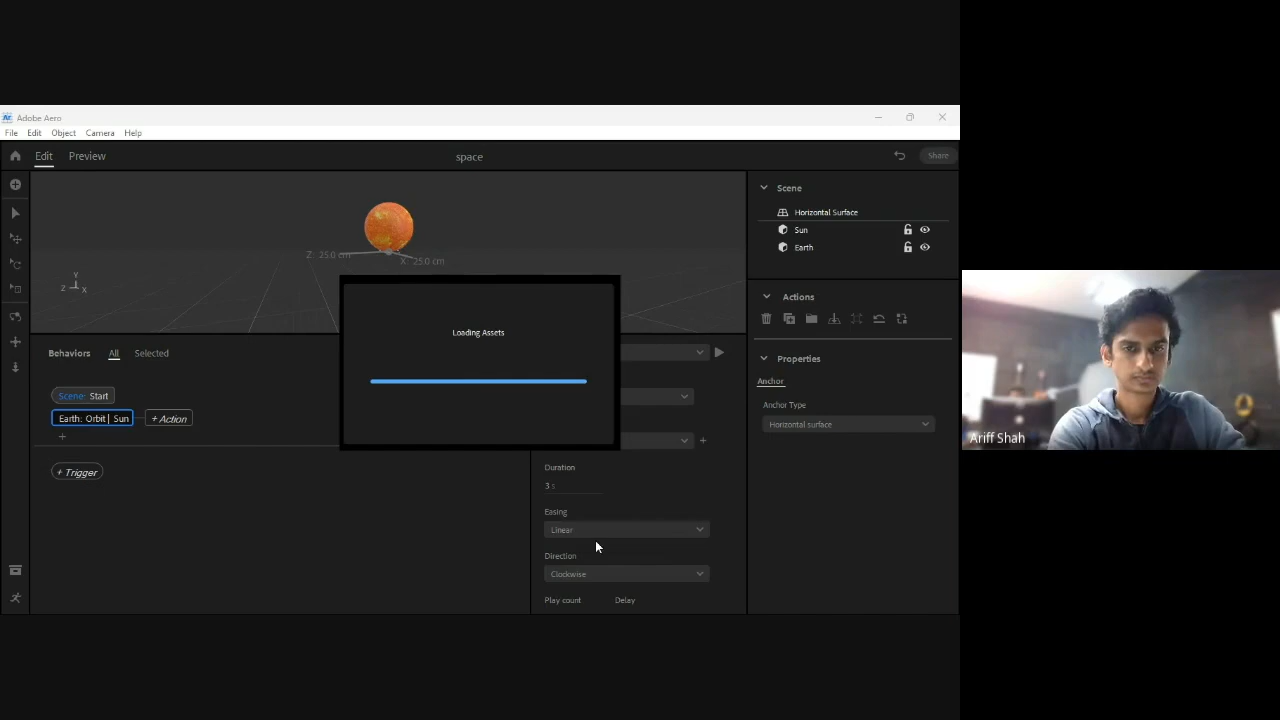 Adobe Aero
File Edit Object Camera Help
Edit Preview space Share
Scene
Horizontal Surface
Sun
Earth
Z: 25.0 cm X: 25.0 cm
Y
Z X
Loading Assets
Actions
Behaviors All Selected
Properties
Anchor
Scene: Start
Anchor Type
Earth: Orbit | Sun + Action
Horizontal surface
+
+
+ Trigger
Duration
3 s
Easing
Linear
Direction
Clockwise
Play count Delay
Ariff Shah